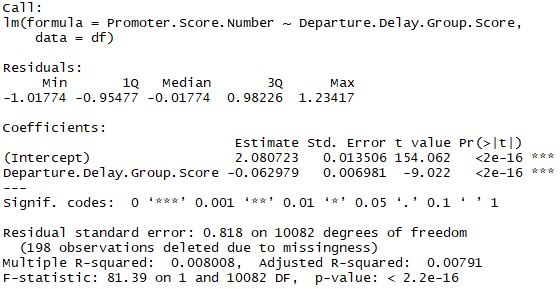 Call:
lm(formula = Promoter.Score.Number ~ Departure.Delay.Group.Score,
    data = df)
Residuals:
     Min       1Q   Median       3Q      Max
-1.01774 -0.95477 -0.01774  0.98226  1.23417
Coefficients:
                             Estimate Std. Error t value Pr(>|t|)
(Intercept)                  2.080723   0.013506 154.062   <2e-16 ***
Departure.Delay.Group.Score -0.062979   0.006981  -9.022   <2e-16 ***
---
Signif. codes:  0 ‘***’ 0.001 ‘**’ 0.01 ‘*’ 0.05 ‘.’ 0.1 ‘ ’ 1
Residual standard error: 0.818 on 10082 degrees of freedom
  (198 observations deleted due to missingness)
Multiple R-squared:  0.008008,  Adjusted R-squared:  0.00791
F-statistic: 81.39 on 1 and 10082 DF,  p-value: < 2.2e-16